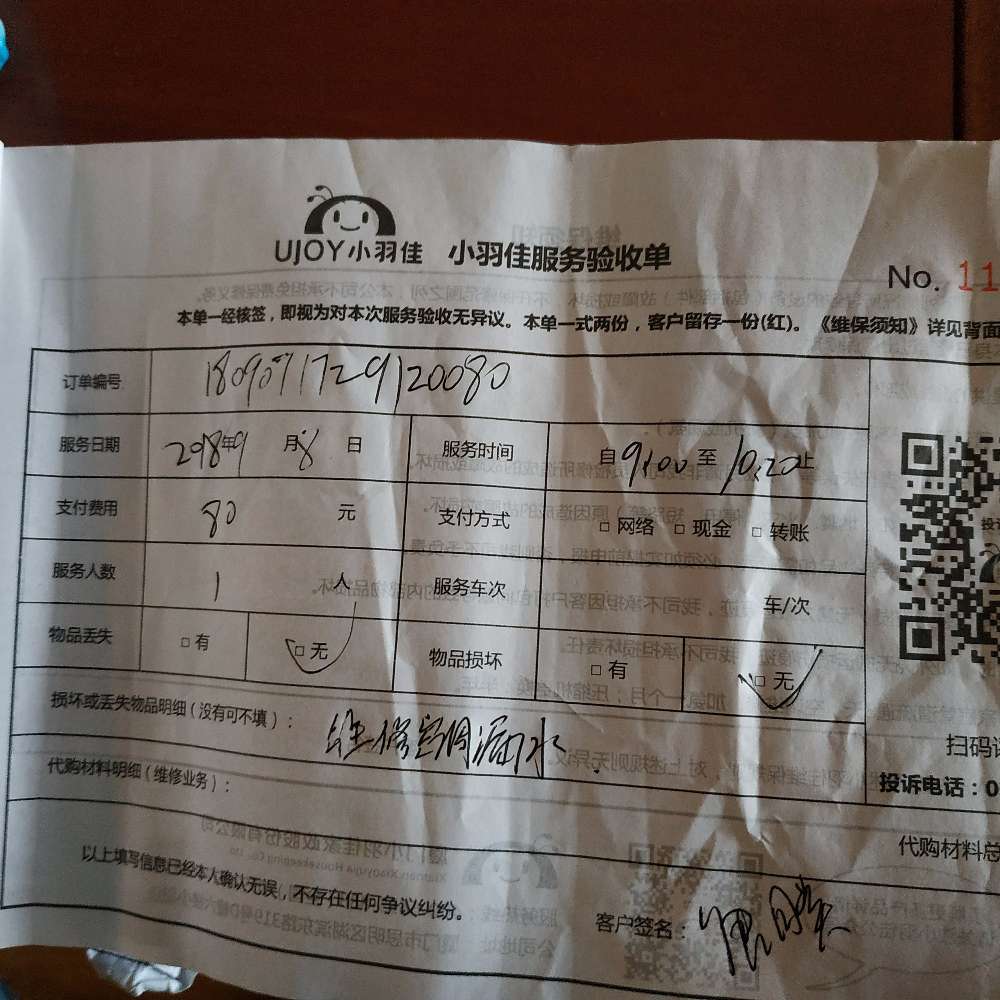 UJOY小羽佳 小羽佳服务验收单
No. 11
本单一经核签，即视为对本次服务验收无异议。本单一式两份，客户留存一份(红)。《维保须知》详见背面
订单编号
服务日期 2018年9月8日 服务时间 自9:00至10:20止
支付费用 80 元 支付方式 □ 网络 □ 现金 □ 转账
服务人数 1 人 服务车次 车/次
物品丢失 □ 有 □ 无 物品损坏 □ 有 □ 无
损坏或丢失物品明细（没有可不填）： 维修空调漏水
代购材料明细（维修业务）：
扫码
投诉电话：0
代购材料总
以上填写信息已经本人确认无误，不存在任何争议纠纷。
客户签名：